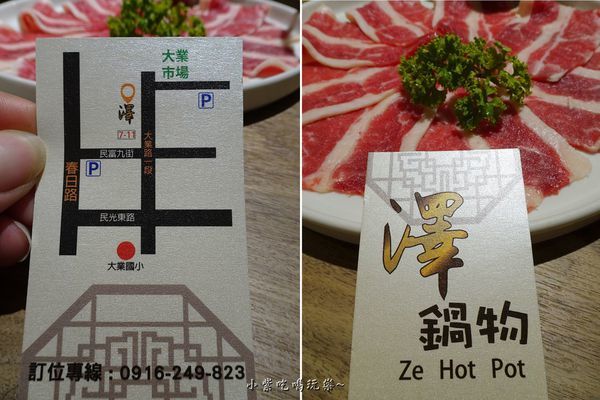 大業
市場
P
澤
7-11
民富九街
大業路一段
P
春日路
民光東路
大業國小
訂位專線：0916-249-823
澤
鍋物
Ze Hot Pot
小紫吃喝玩樂~